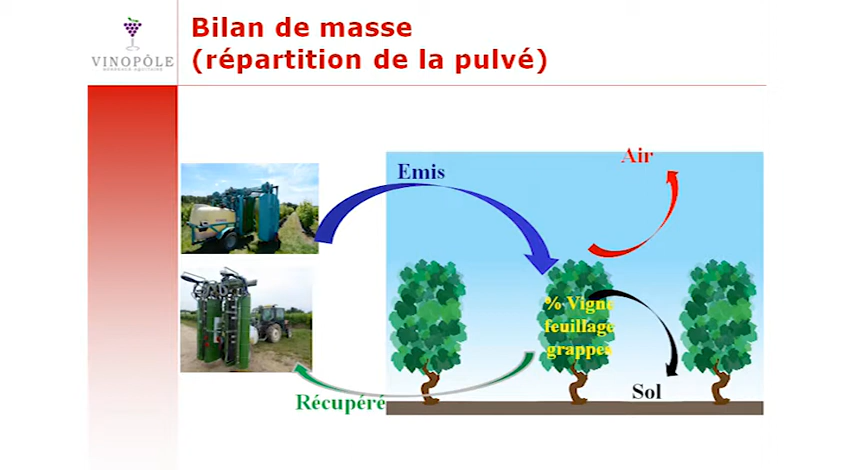 Bilan de masse
(répartition de la pulvé)
VINOPÔLE
Emis
Air
% Vigne
feuillage
grappes
Sol
Récupéré